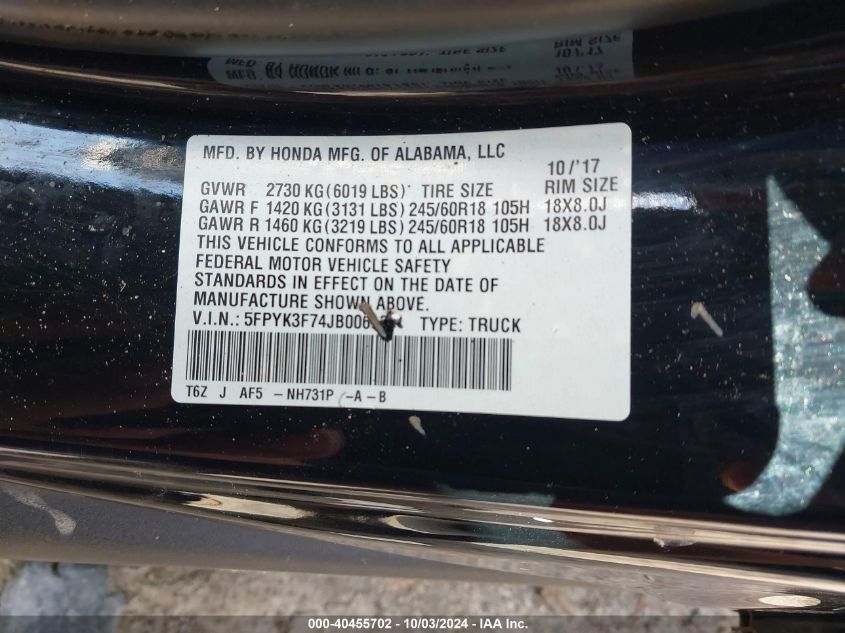 MFD. BY HONDA MFG. OF ALABAMA, LLC
10/'17
GVWR 2730 KG (6019 LBS) TIRE SIZE RIM SIZE
GAWR F 1420 KG (3131 LBS) 245/60R18 105H 18X8.0J
GAWR R 1460 KG (3219 LBS) 245/60R18 105H 18X8.0J
THIS VEHICLE CONFORMS TO ALL APPLICABLE
FEDERAL MOTOR VEHICLE SAFETY
STANDARDS IN EFFECT ON THE DATE OF
MANUFACTURE SHOWN ABOVE.
V.I.N.: TYPE: TRUCK
T6Z J AF5 -NH731P -A-B
000-40455702 - 10/03/2024 - IAA Inc.